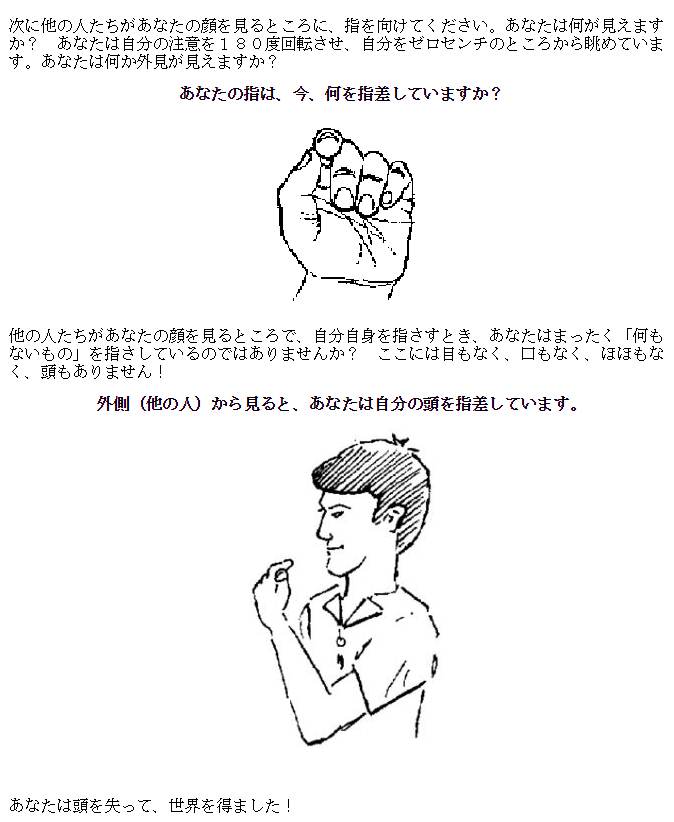 次に他の人たちがあなたの顔を見るところに、指を向けてください。あなたは何が見えます
か?　あなたは自分の注意を１８０度回転させ、自分をゼロセンチのところから眺めていま
す。あなたは何か外見が見えますか?
あなたの指は、今、何を指差していますか?
他の人たちがあなたの顔を見るところで、自分自身を指さすとき、あなたはまったく「何も
ないもの」を指さしているのではありませんか?　ここには目もなく、口もなく、ほほもな
く、頭もありません!
外側（他の人）から見ると、あなたは自分の頭を指差しています。
あなたは頭を失って、世界を得ました!